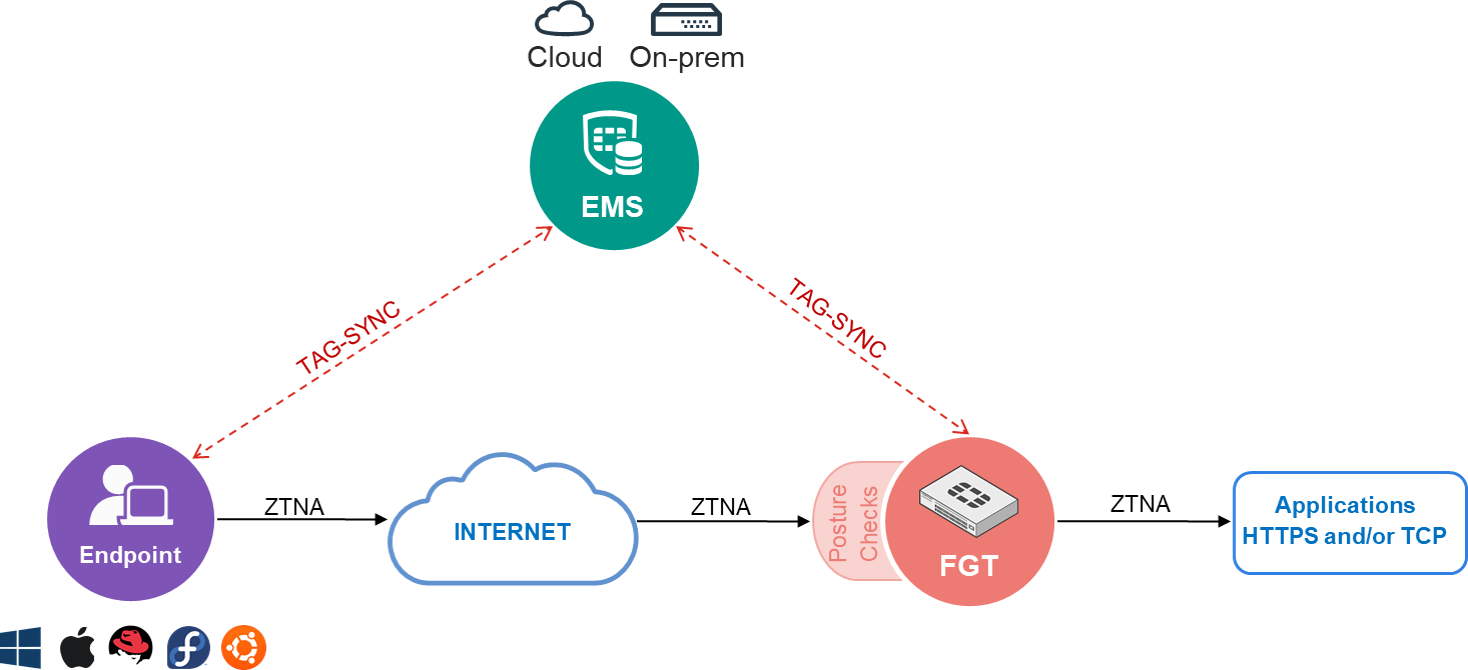 Cloud
On-prem
EMS
TAG-SYNC
TAG-SYNC
Endpoint
ZTNA
INTERNET
ZTNA
Posture
Checks
FGT
ZTNA
Applications
HTTPS and/or TCP